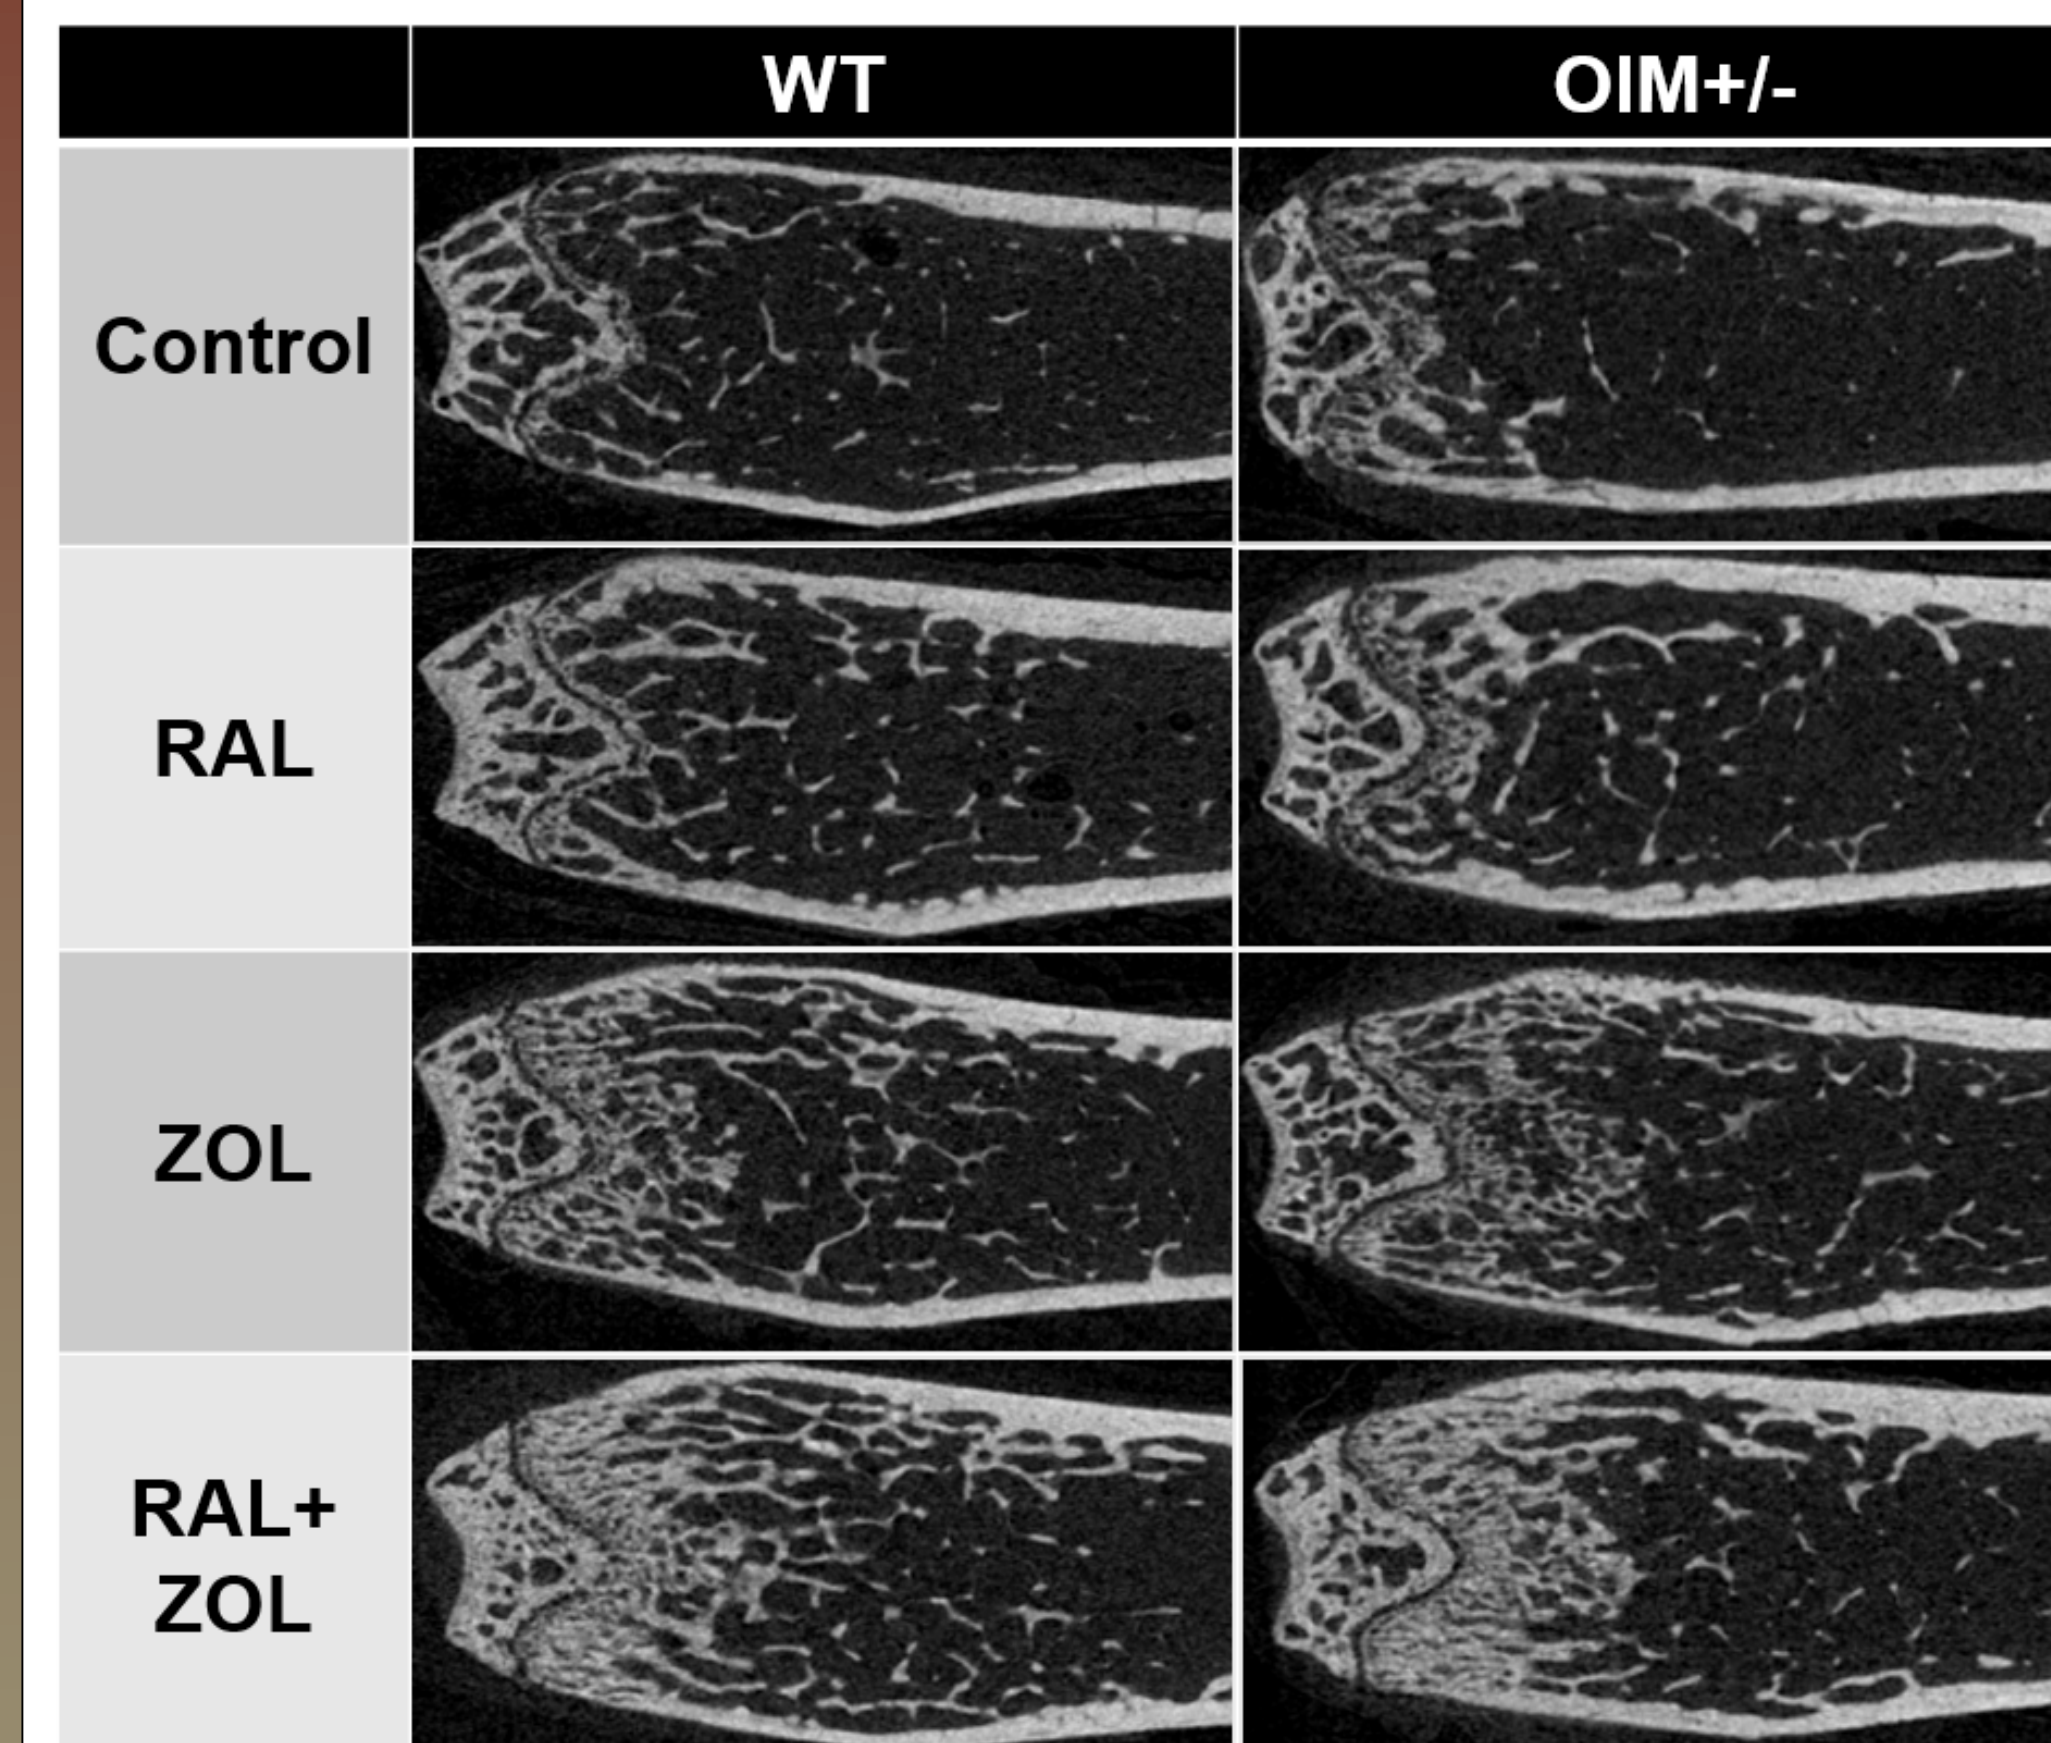 WT
OIM+/-
Control
RAL
ZOL
RAL+
ZOL